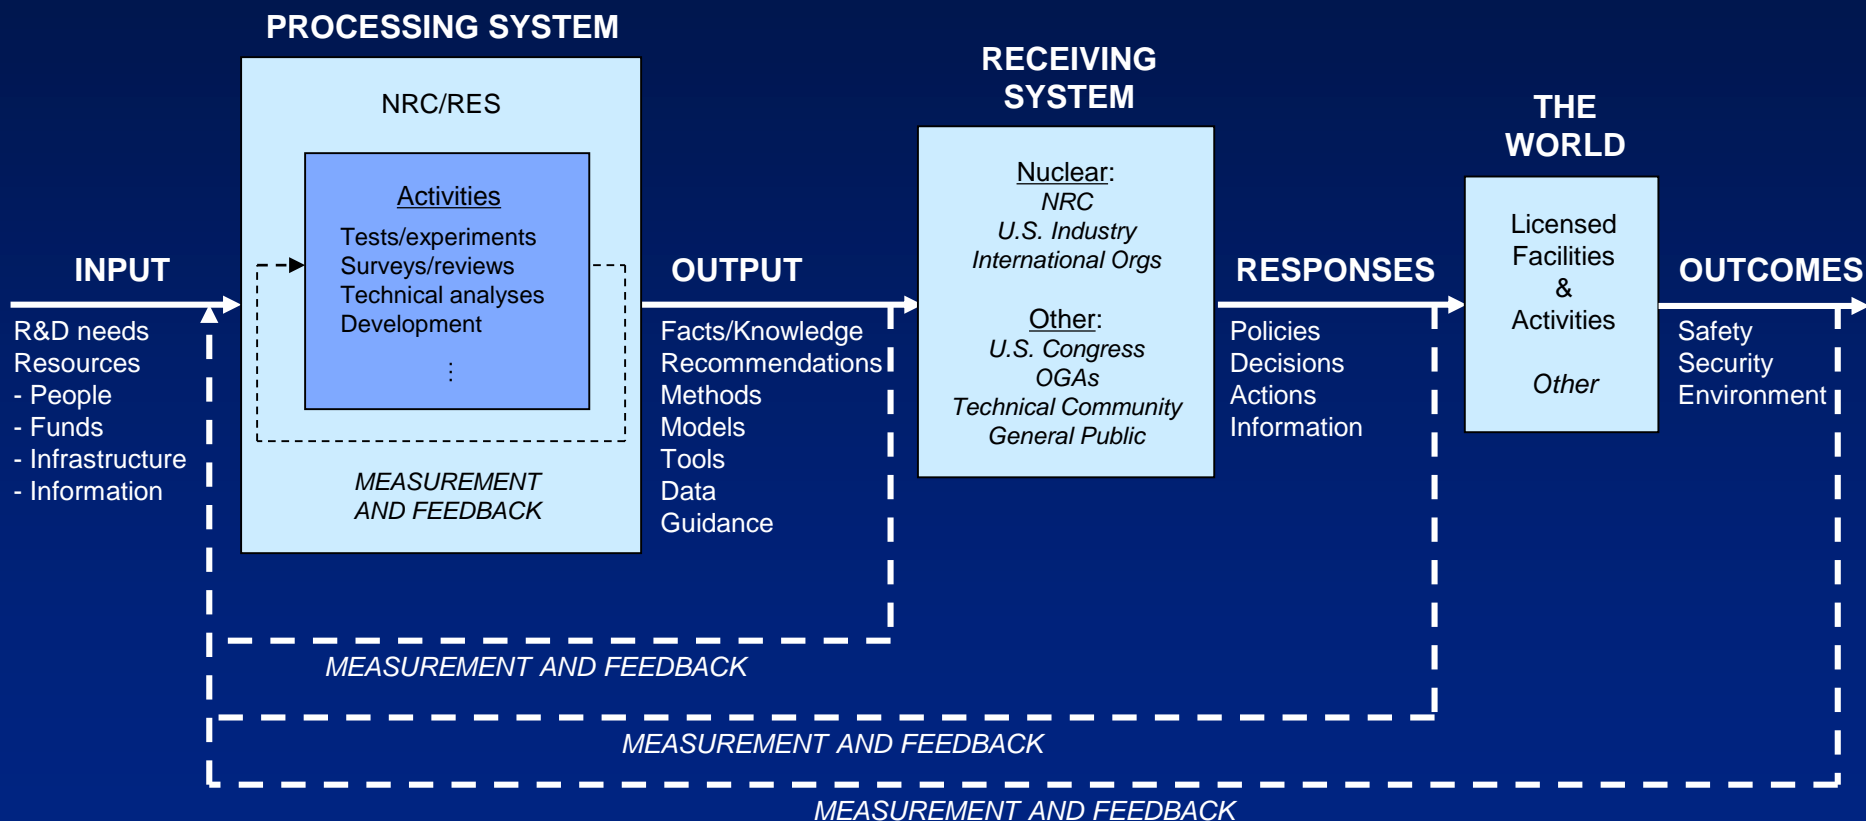 PROCESSING SYSTEM
NRC/RES
Activities
Tests/experiments
Surveys/reviews
Technical analyses
Development
⋮
MEASUREMENT
AND FEEDBACK
INPUT
R&D needs
Resources
- People
- Funds
- Infrastructure
- Information
OUTPUT
Facts/Knowledge
Recommendations
Methods
Models
Tools
Data
Guidance
RECEIVING
SYSTEM
Nuclear:
NRC
U.S. Industry
International Orgs
Other:
U.S. Congress
OGAs
Technical Community
General Public
RESPONSES
Policies
Decisions
Actions
Information
THE
WORLD
Licensed
Facilities
&
Activities
Other
OUTCOMES
Safety
Security
Environment
MEASUREMENT AND FEEDBACK
MEASUREMENT AND FEEDBACK
MEASUREMENT AND FEEDBACK